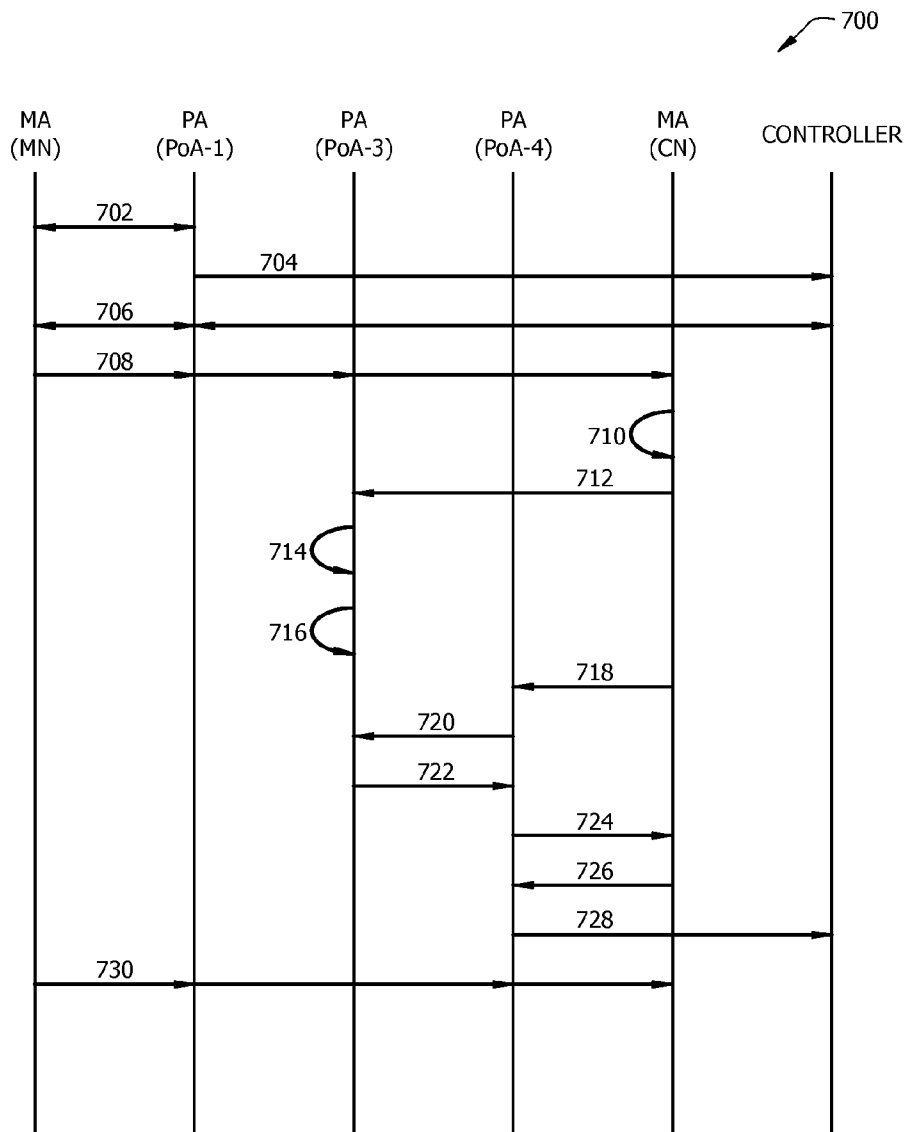 700
MA
(MN)
PA
(PoA-1)
PA
(PoA-3)
PA
(PoA-4)
MA
(CN)
CONTROLLER
702
704
706
708
710
712
714
716
718
720
722
724
726
728
730